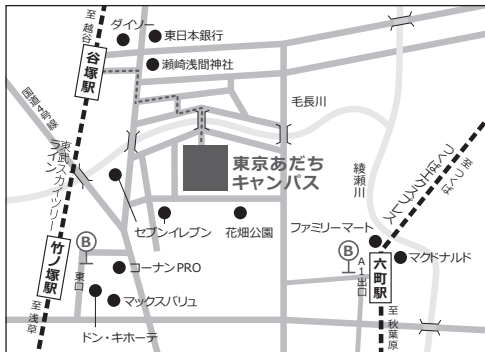 至 越谷
ダイソー
東日本銀行
瀬崎浅間神社
谷塚駅
国道4号線
毛長川
東武スカイツリー
ライン
東京あだち
キャンパス
綾瀬川
至 つくば
つくばエクスプレス
セブンイレブン
花畑公園
ファミリーマート
B
竹ノ塚駅
東口
コーナンPRO
B
A1出口
六町駅
マクドナルド
マックスバリュ
至 浅草
ドン・キホーテ
至 秋葉原